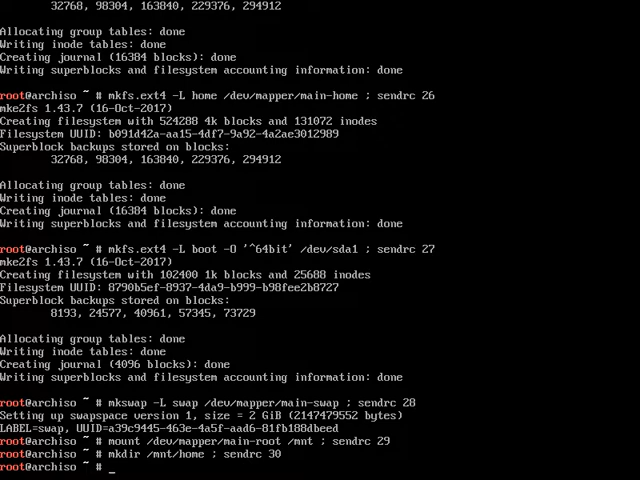 32768, 98304, 163840, 229376, 294912
Allocating group tables: done
Writing inode tables: done
Creating journal (16384 blocks): done
Writing superblocks and filesystem accounting information: done
root@archiso ~ # mkfs.ext4 -L home /dev/mapper/main-home ; sendrc 26
mke2fs 1.43.7 (16-Oct-2017)
Creating filesystem with 524288 4k blocks and 131072 inodes
Filesystem UUID: b091d42a-aa15-4df7-9a92-4a2ae3012989
Superblock backups stored on blocks:
32768, 98304, 163840, 229376, 294912
Allocating group tables: done
Writing inode tables: done
Creating journal (16384 blocks): done
Writing superblocks and filesystem accounting information: done
root@archiso ~ # mkfs.ext4 -L boot -O '^64bit' /dev/sda1 ; sendrc 27
mke2fs 1.43.7 (16-Oct-2017)
Creating filesystem with 102400 1k blocks and 25688 inodes
Filesystem UUID: 8790b5ef-8937-4da9-b999-b98fee2b8727
Superblock backups stored on blocks:
8193, 24577, 40961, 57345, 73729
Allocating group tables: done
Writing inode tables: done
Creating journal (4096 blocks): done
Writing superblocks and filesystem accounting information: done
root@archiso ~ # mkswap -L swap /dev/mapper/main-swap ; sendrc 28
Setting up swapspace version 1, size = 2 GiB (2147479552 bytes)
LABEL=swap, UUID=a39c9445-463e-4a5f-aad6-81fb188dbeed
root@archiso ~ # mount /dev/mapper/main-root /mnt ; sendrc 29
root@archiso ~ # mkdir /mnt/home ; sendrc 30
root@archiso ~ # _